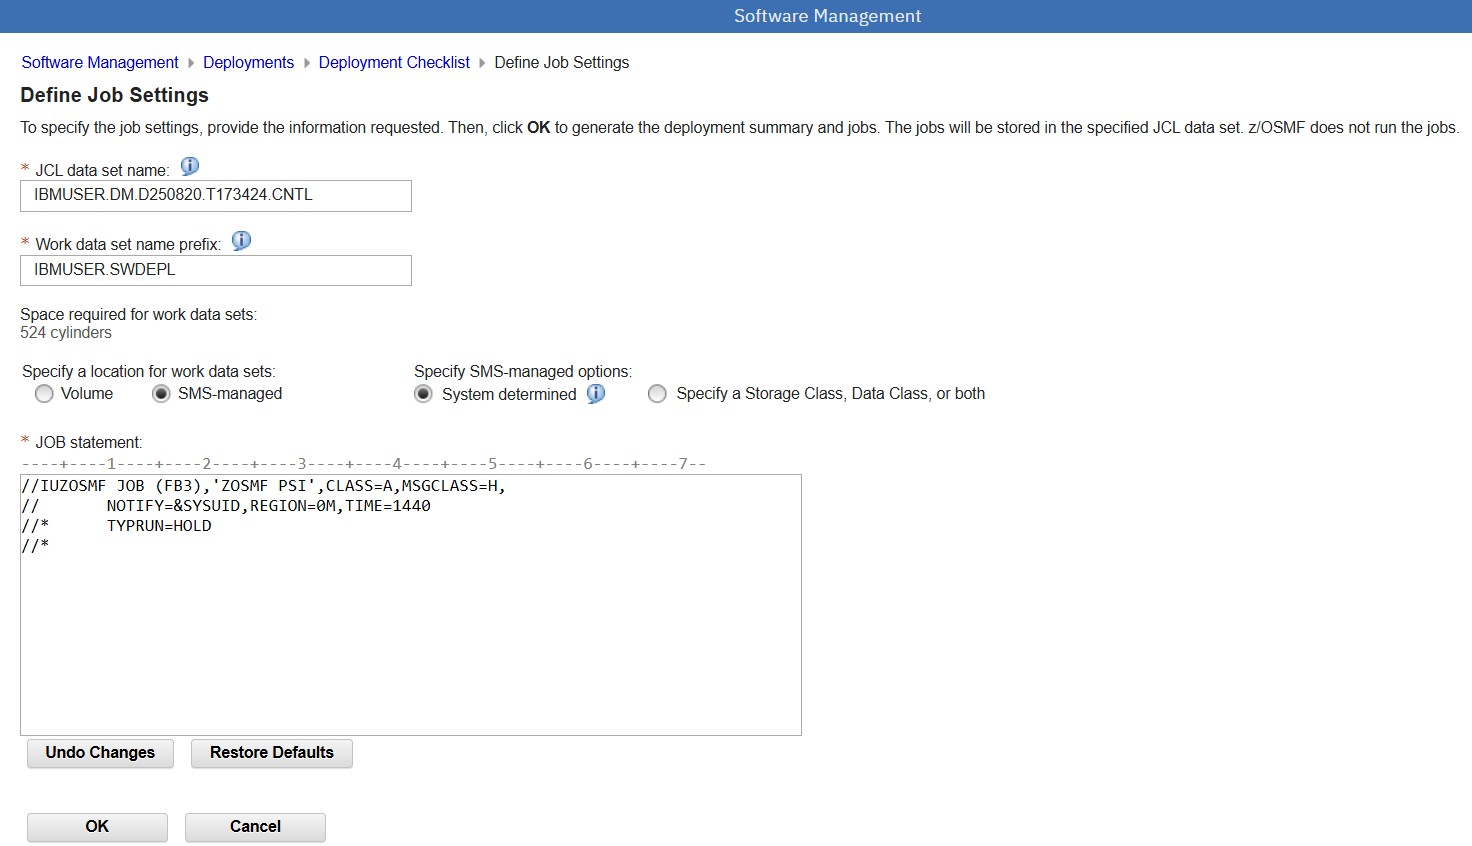 Software Management
Software Management Deployments Deployment Checklist Define Job Settings
Define Job Settings
To specify the job settings, provide the information requested. Then, click OK to generate the deployment summary and jobs. The jobs will be stored in the specified JCL data set. z/OSMF does not run the jobs.
* JCL data set name:
IBMUSER.DM.D250820.T173424.CNTL
* Work data set name prefix:
IBMUSER.SWDEPL
Space required for work data sets:
524 cylinders
Specify a location for work data sets: Specify SMS-managed options:
Volume SMS-managed System determined Specify a Storage Class, Data Class, or both
* JOB statement:
----+----1----+----2----+----3----+----4----+----5----+----6----+----7--
//IUZOSMF JOB (FB3),'ZOSMF PSI',CLASS=A,MSGCLASS=H,
//       NOTIFY=&SYSUID,REGION=0M,TIME=1440
//*      TYPRUN=HOLD
//*
Undo Changes Restore Defaults
OK Cancel